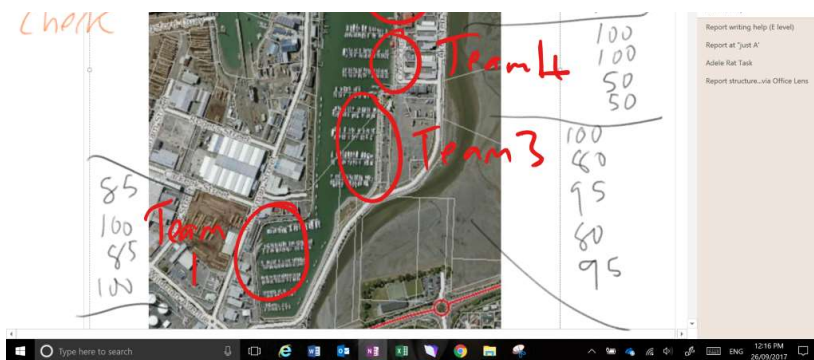 check
Team 4
100
100
50
50
Team 3
100
80
95
80
95
Team
1
85
100
85
100
Report writing help (E level)
Report at "just A'
Adele Rat Task
Report structure...via Office Lens
Type here to search
ENG
12:16 PM
26/09/2017